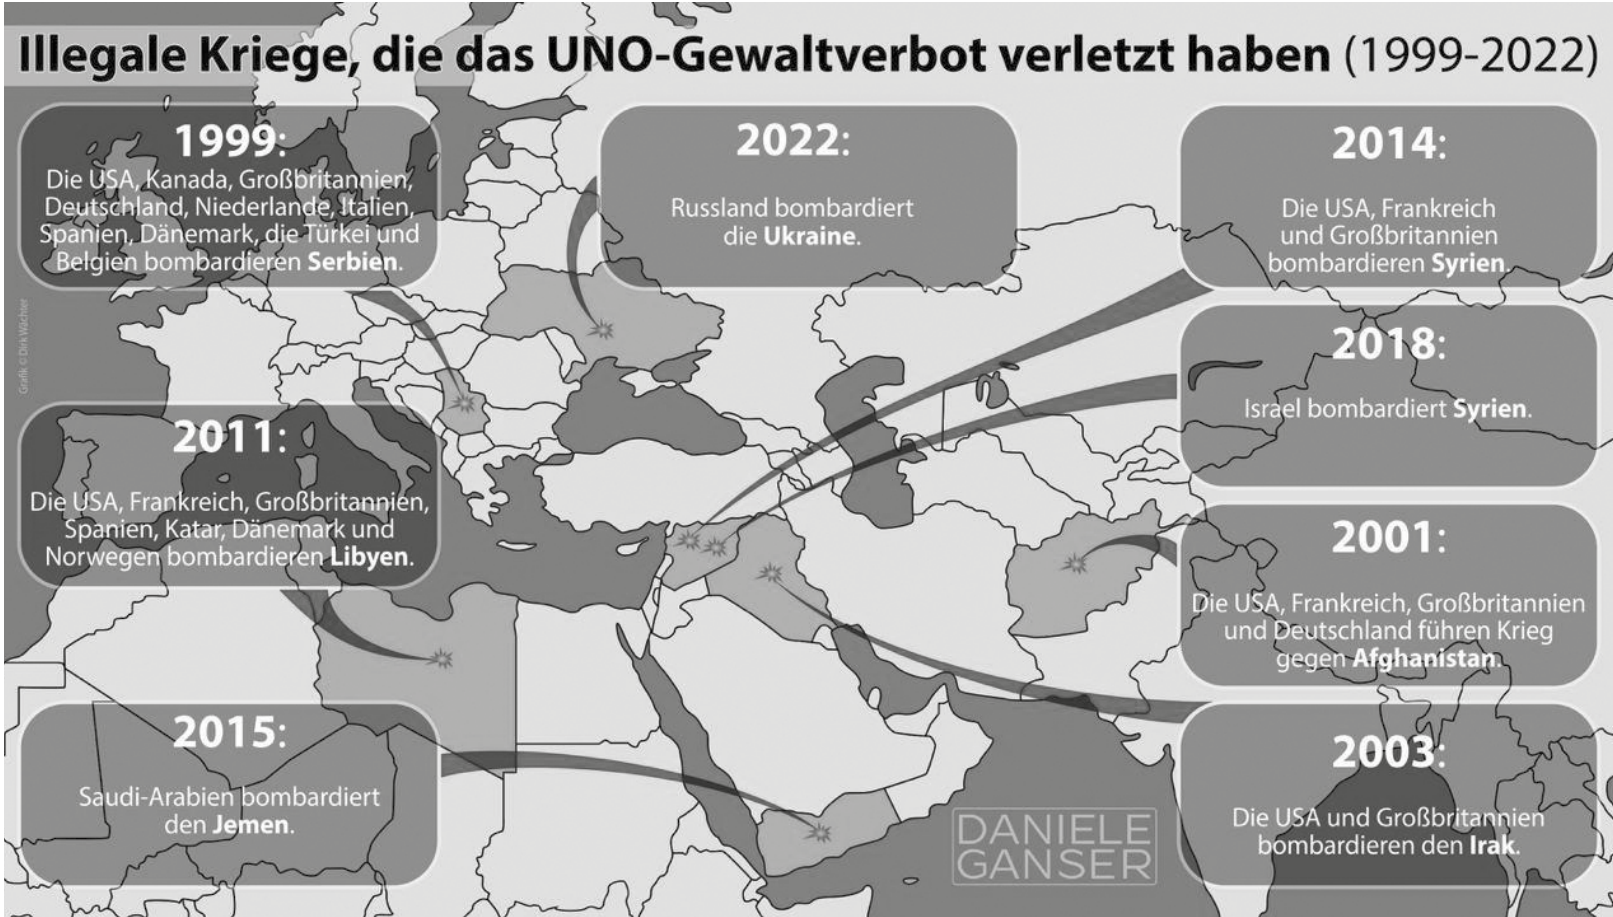 Illegale Kriege, die das UNO-Gewaltverbot verletzt haben (1999-2022)
1999:
Die USA, Kanada, Großbritannien,
Deutschland, Niederlande, Italien,
Spanien, Dänemark, die Türkei und
Belgien bombardieren Serbien.
2022:
Russland bombardiert
die Ukraine.
2014:
Die USA, Frankreich
und Großbritannien
bombardieren Syrien.
2018:
Israel bombardiert Syrien.
2011:
Die USA, Frankreich, Großbritannien,
Spanien, Katar, Dänemark und
Norwegen bombardieren Libyen.
2001:
Die USA, Frankreich, Großbritannien
und Deutschland führen Krieg
gegen Afghanistan.
2015:
Saudi-Arabien bombardiert
den Jemen.
2003:
Die USA und Großbritannien
bombardieren den Irak.
DANIELE
GANSER
Grafik © Dirk Wächter